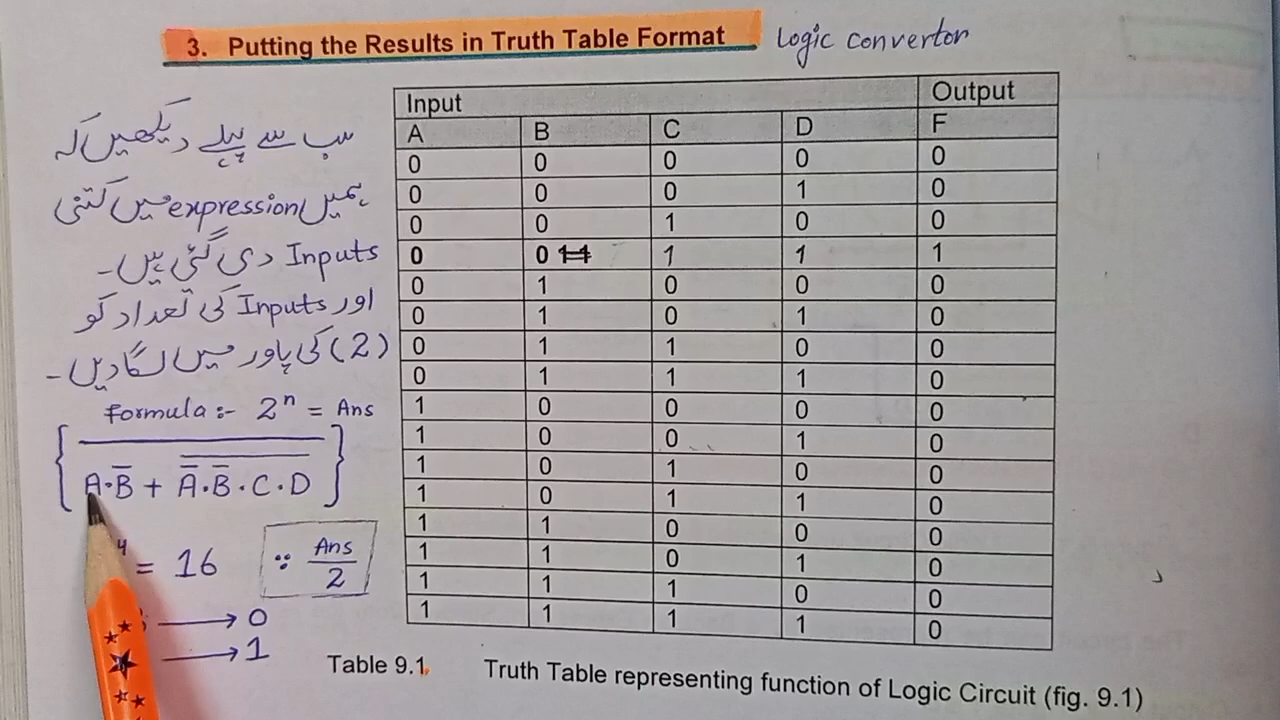 3. Putting the Results in Truth Table Format
Logic convertor
سب سے پہلے دیکھیں کہ
ہمیں expression میں کتنی
Inputs دی گئی ہیں۔
اور Inputs کی تعداد کو
(2) کی پاور میں لگا دیں۔
Formula :- 2ⁿ = Ans
{ A·B̅ + A̅·B̅·C·D }
4 = 16
∵ Ans/2
→ 0
→ 1
Input Output
A B C D F
0 0 0 0 0
0 0 0 1 0
0 0 1 0 0
0 0 1 1 1
0 1 0 0 0
0 1 0 1 0
0 1 1 0 0
0 1 1 1 0
1 0 0 0 0
1 0 0 1 0
1 0 1 0 0
1 0 1 1 0
1 1 0 0 0
1 1 0 1 0
1 1 1 0 0
1 1 1 1 0
Table 9.1. Truth Table representing function of Logic Circuit (fig. 9.1)